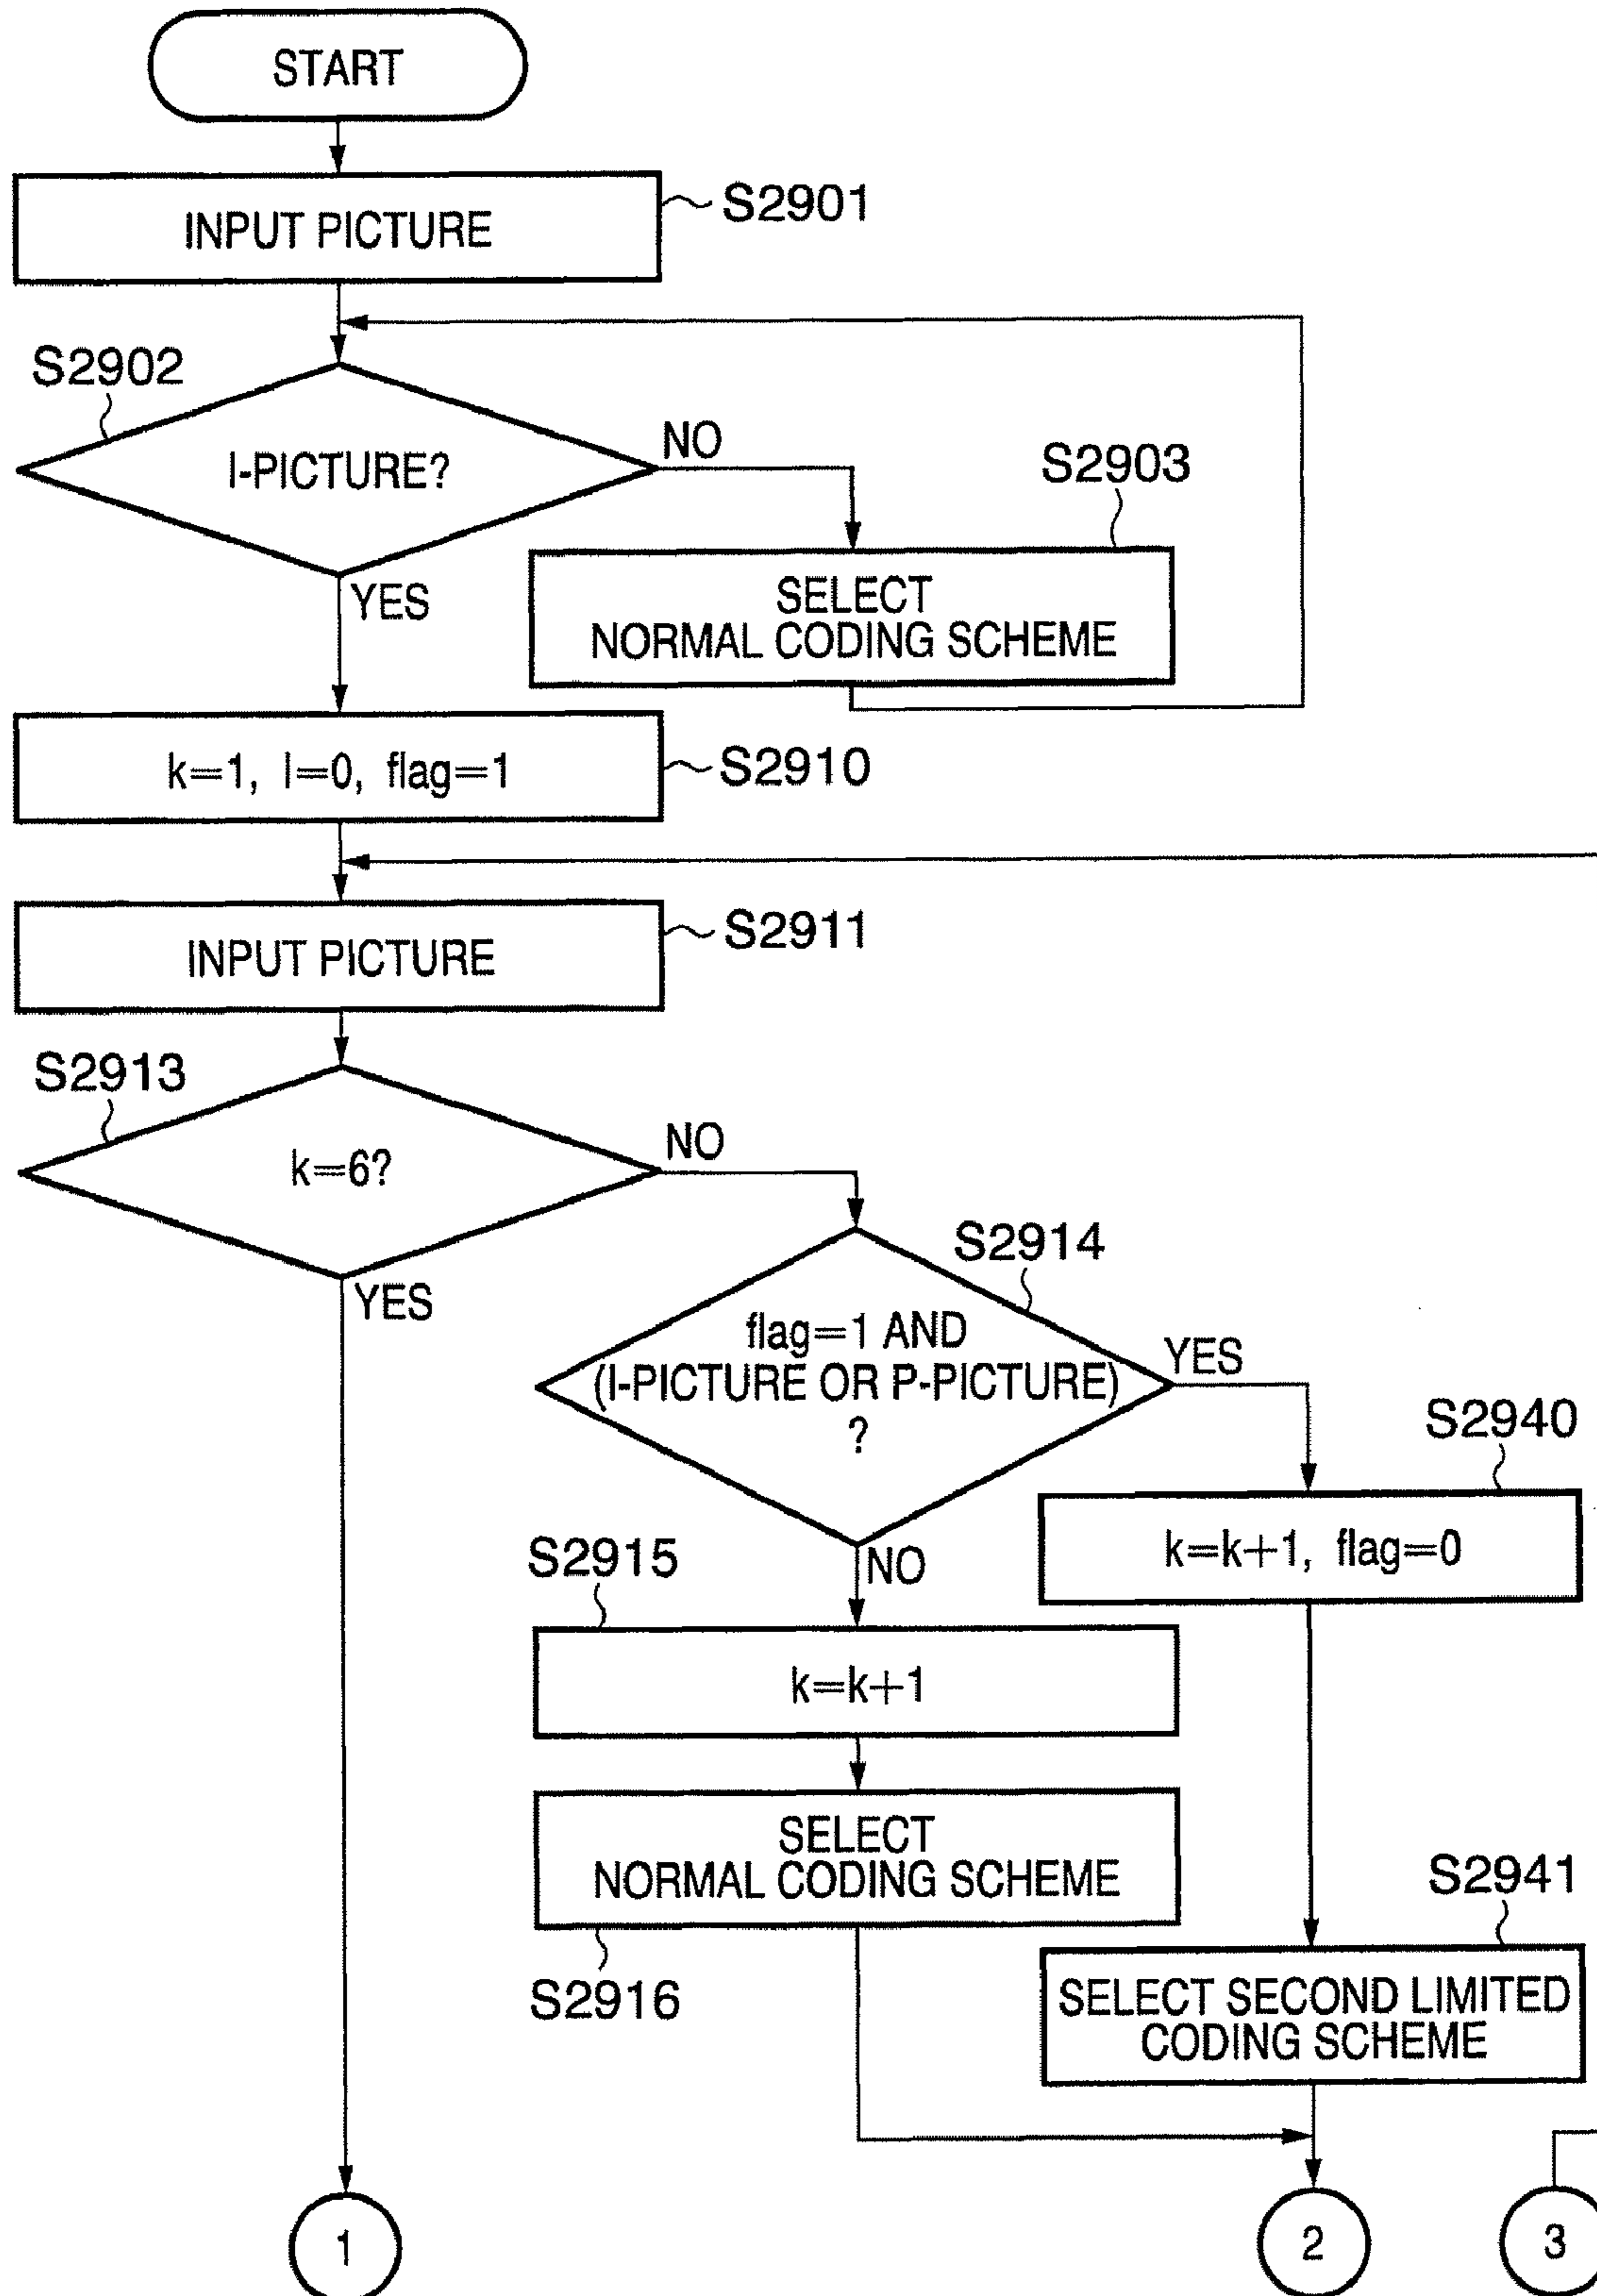 START
INPUT PICTURE
S2901
S2902
I-PICTURE?
NO
S2903
SELECT
NORMAL CODING SCHEME
YES
k=1, l=0, flag=1
S2910
INPUT PICTURE
S2911
S2913
k=6?
NO
YES
S2914
flag=1 AND
(I-PICTURE OR P-PICTURE)
?
YES
S2940
k=k+1, flag=0
NO
S2915
k=k+1
SELECT
NORMAL CODING SCHEME
S2916
S2941
SELECT SECOND LIMITED
CODING SCHEME
1
2
3